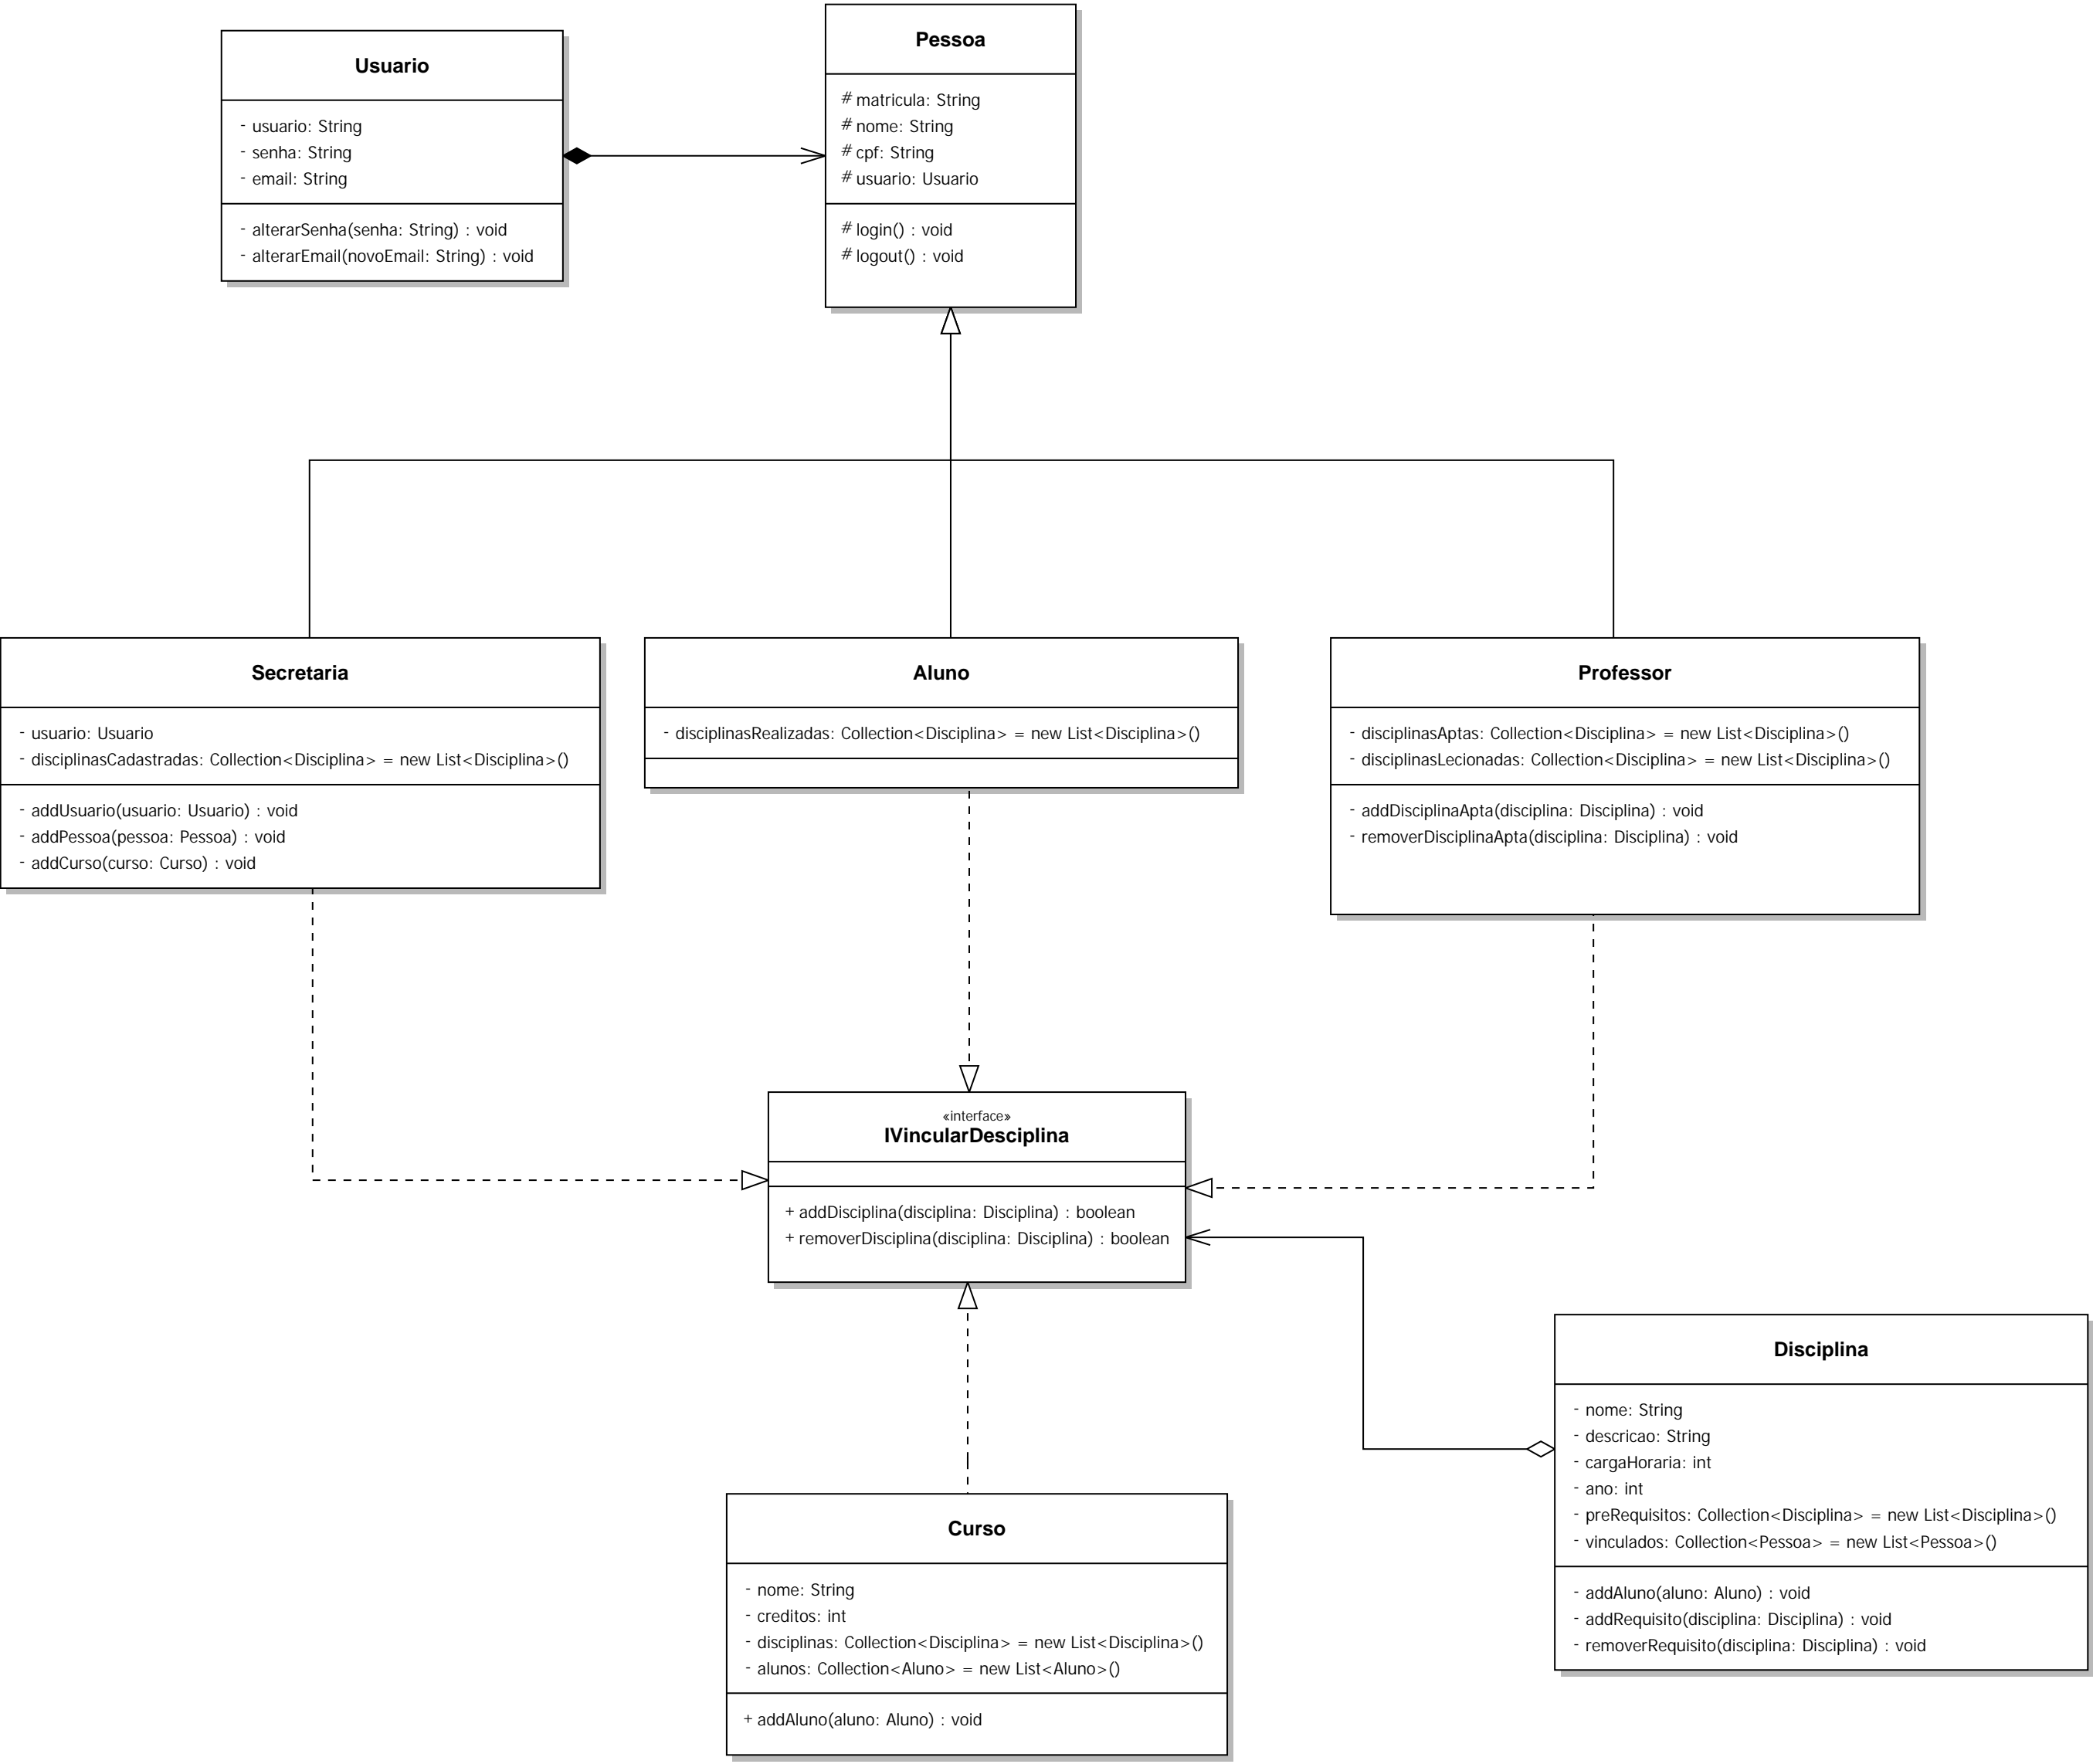 Usuario
- usuario: String
- senha: String
- email: String
- alterarSenha(senha: String) : void
- alterarEmail(novoEmail: String) : void
Pessoa
# matricula: String
# nome: String
# cpf: String
# usuario: Usuario
# login() : void
# logout() : void
Secretaria
- usuario: Usuario
- disciplinasCadastradas: Collection<Disciplina> = new List<Disciplina>()
- addUsuario(usuario: Usuario) : void
- addPessoa(pessoa: Pessoa) : void
- addCurso(curso: Curso) : void
Aluno
- disciplinasRealizadas: Collection<Disciplina> = new List<Disciplina>()
Professor
- disciplinasAptas: Collection<Disciplina> = new List<Disciplina>()
- disciplinasLecionadas: Collection<Disciplina> = new List<Disciplina>()
- addDisciplinaApta(disciplina: Disciplina) : void
- removerDisciplinaApta(disciplina: Disciplina) : void
«interface»
IVincularDesciplina
+ addDisciplina(disciplina: Disciplina) : boolean
+ removerDisciplina(disciplina: Disciplina) : boolean
Disciplina
- nome: String
- descricao: String
- cargaHoraria: int
- ano: int
- preRequisitos: Collection<Disciplina> = new List<Disciplina>()
- vinculados: Collection<Pessoa> = new List<Pessoa>()
- addAluno(aluno: Aluno) : void
- addRequisito(disciplina: Disciplina) : void
- removerRequisito(disciplina: Disciplina) : void
Curso
- nome: String
- creditos: int
- disciplinas: Collection<Disciplina> = new List<Disciplina>()
- alunos: Collection<Aluno> = new List<Aluno>()
+ addAluno(aluno: Aluno) : void